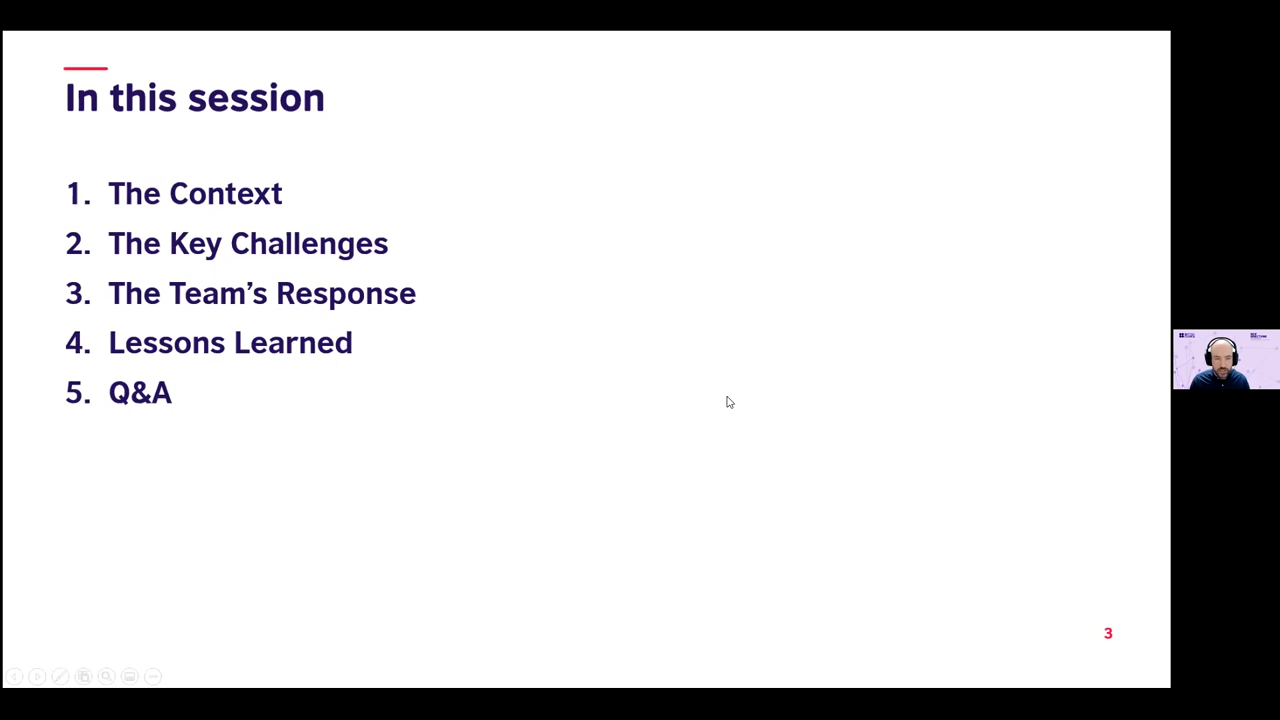 In this session
1. The Context
2. The Key Challenges
3. The Team’s Response
4. Lessons Learned
5. Q&A
3